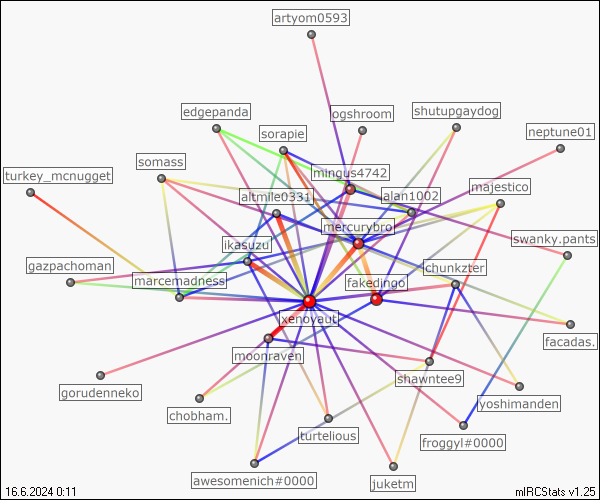 artyom0593
edgepanda
ogshroom
shutupgaydog
sorapie
neptune01
somass
mingus4742
turkey_mcnugget
altmile0331
alan1002
majestico
mercurybro
ikasuzu
swanky.pants
gazpachoman
marcemadness
fakedingo
chunkzter
xenovaut
facadas.
moonraven
gorudenneko
shawntee9
chobham.
yoshimanden
turtelious
froggyl#0000
awesomenich#0000
juketm
16.6.2024 0:11
mIRCStats v1.25